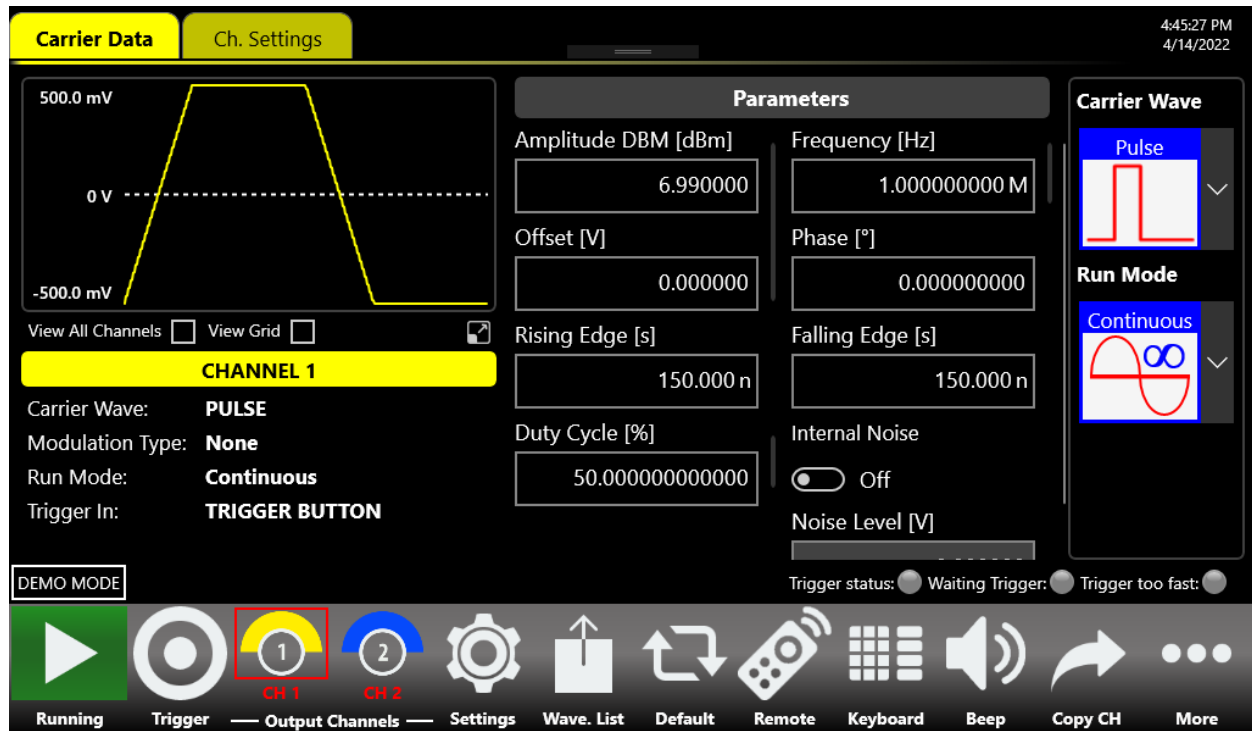 Carrier Data
Ch. Settings
4:45:27 PM
4/14/2022
500.0 mV
0 V
-500.0 mV
View All Channels
View Grid
CHANNEL 1
Carrier Wave: PULSE
Modulation Type: None
Run Mode: Continuous
Trigger In: TRIGGER BUTTON
Parameters
Amplitude DBM [dBm]
6.990000
Frequency [Hz]
1.000000000 M
Offset [V]
0.000000
Phase [°]
0.000000000
Rising Edge [s]
150.000 n
Falling Edge [s]
150.000 n
Duty Cycle [%]
50.000000000000
Internal Noise
Off
Noise Level [V]
Carrier Wave
Pulse
Run Mode
Continuous
DEMO MODE
Trigger status: Waiting Trigger: Trigger too fast:
1
2
CH 1
CH 2
Running
Trigger
Output Channels
Settings
Wave. List
Default
Remote
Keyboard
Beep
Copy CH
More